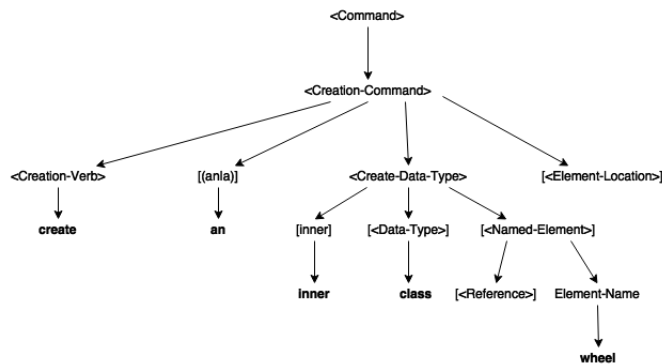 <Command>
<Creation-Command>
<Creation-Verb> [(an|a)] <Create-Data-Type> [<Element-Location>]
create an [inner] [<Data-Type>] [<Named-Element>]
inner class [<Reference>] Element-Name
wheel